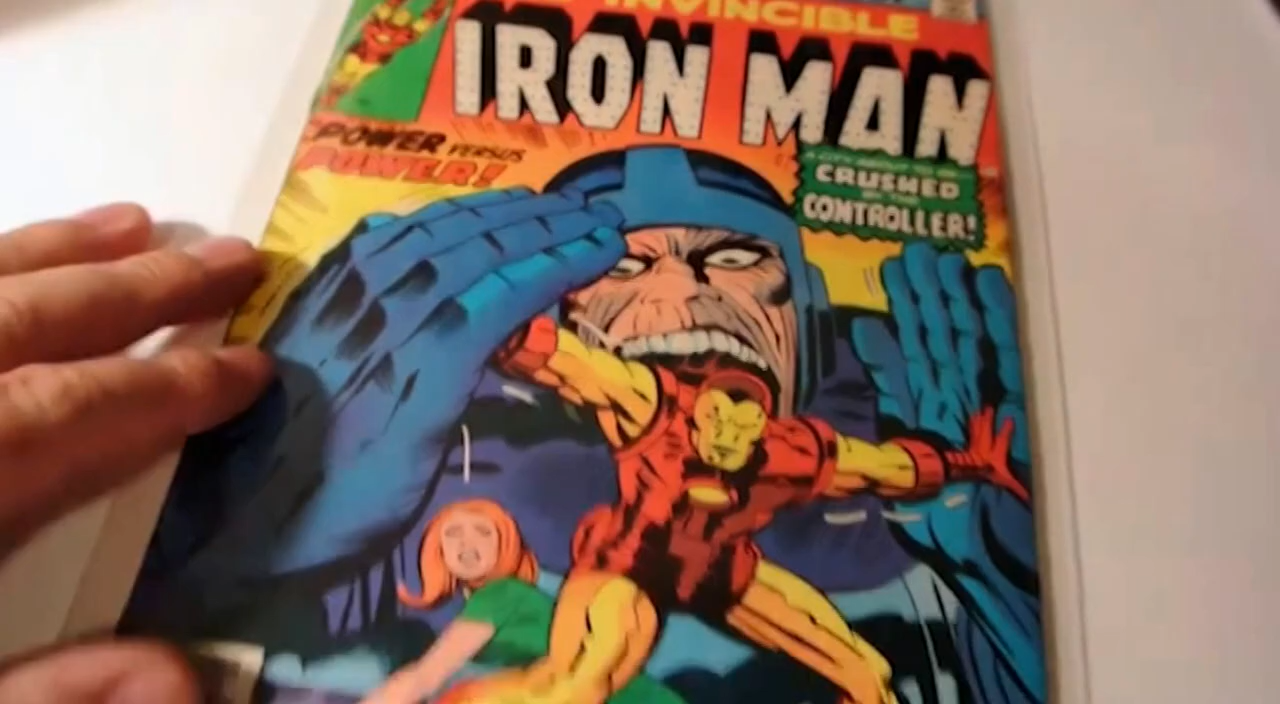 INVINCIBLE
IRON MAN
POWER VERSUS
POWER!
A CITY ABOUT TO BE
CRUSHED
BY THE
CONTROLLER!